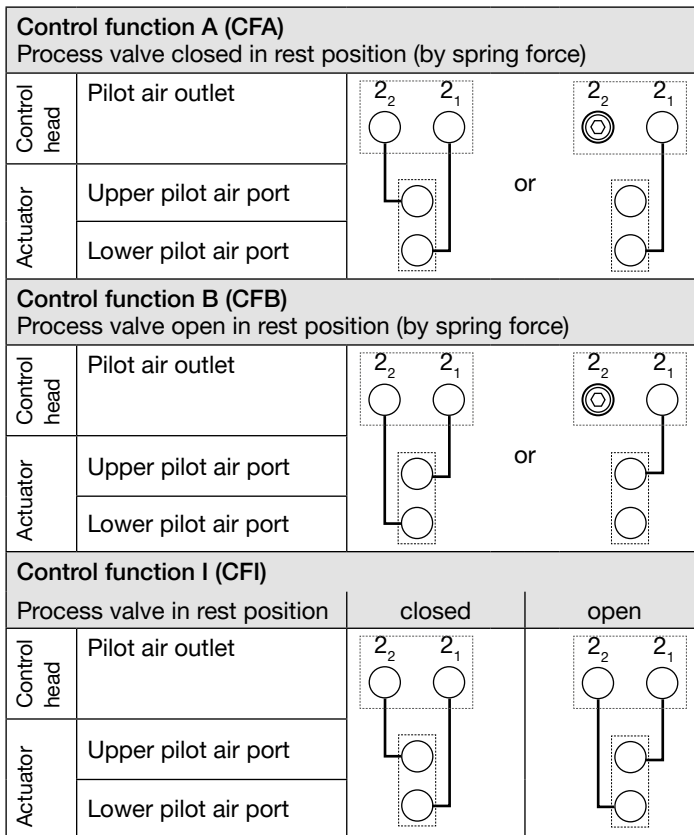 Control function A (CFA)
Process valve closed in rest position (by spring force)
Control
head
Pilot air outlet
2₂ 2₁ 2₂ 2₁
Actuator
Upper pilot air port
or
Lower pilot air port
Control function B (CFB)
Process valve open in rest position (by spring force)
Control
head
Pilot air outlet
2₂ 2₁ 2₂ 2₁
Actuator
Upper pilot air port
or
Lower pilot air port
Control function I (CFI)
Process valve in rest position closed open
Control
head
Pilot air outlet
2₂ 2₁ 2₂ 2₁
Actuator
Upper pilot air port
Lower pilot air port